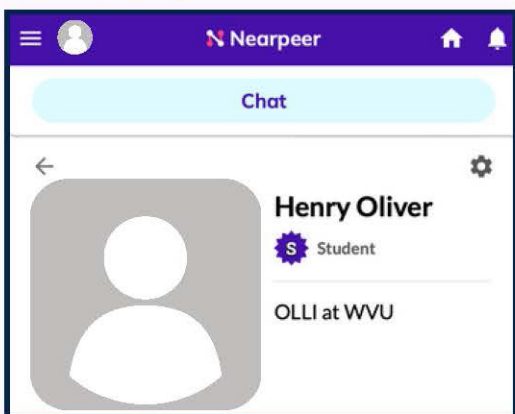 Nearpeer
Chat
Henry Oliver
S Student
OLLI at WVU